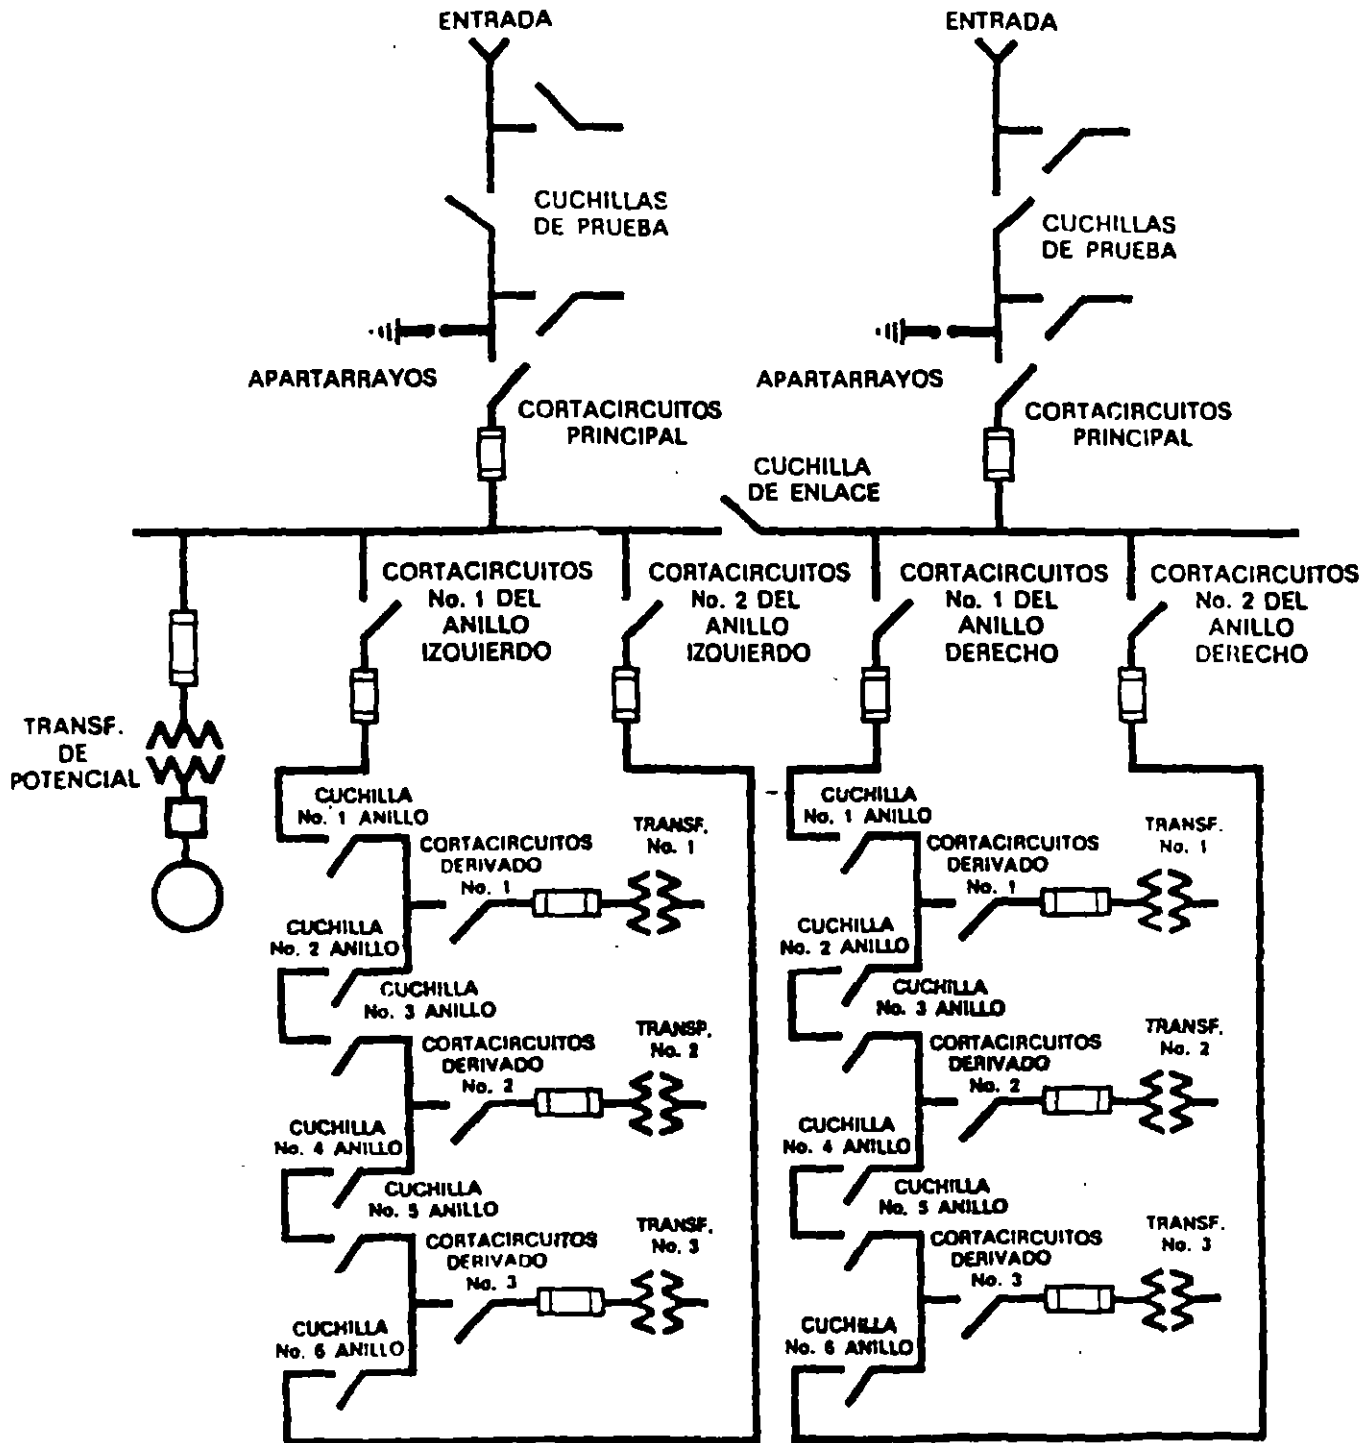 ENTRADA
ENTRADA
CUCHILLAS
DE PRUEBA
CUCHILLAS
DE PRUEBA
APARTARRAYOS
CORTACIRCUITOS
PRINCIPAL
APARTARRAYOS
CORTACIRCUITOS
PRINCIPAL
CUCHILLA
DE ENLACE
CORTACIRCUITOS
No. 1 DEL
ANILLO
IZQUIERDO
CORTACIRCUITOS
No. 2 DEL
ANILLO
IZQUIERDO
CORTACIRCUITOS
No. 1 DEL
ANILLO
DERECHO
CORTACIRCUITOS
No. 2 DEL
ANILLO
DERECHO
TRANSF.
DE
POTENCIAL
CUCHILLA
No. 1 ANILLO
CORTACIRCUITOS
DERIVADO
No. 1
TRANSF.
No. 1
CUCHILLA
No. 2 ANILLO
CUCHILLA
No. 3 ANILLO
CORTACIRCUITOS
DERIVADO
No. 2
TRANSP.
No. 2
CUCHILLA
No. 4 ANILLO
CUCHILLA
No. 5 ANILLO
CORTACIRCUITOS
DERIVADO
No. 3
TRANSF.
No. 3
CUCHILLA
No. 6 ANILLO
CUCHILLA
No. 1 ANILLO
CORTACIRCUITOS
DERIVADO
No. 1
TRANSF.
No. 1
CUCHILLA
No. 2 ANILLO
CUCHILLA
No. 3 ANILLO
CORTACIRCUITOS
DERIVADO
No. 2
TRANSF.
No. 2
CUCHILLA
No. 4 ANILLO
CUCHILLA
No. 5 ANILLO
CORTACIRCUITOS
DERIVADO
No. 3
TRANSF.
No. 3
CUCHILLA
No. 6 ANILLO